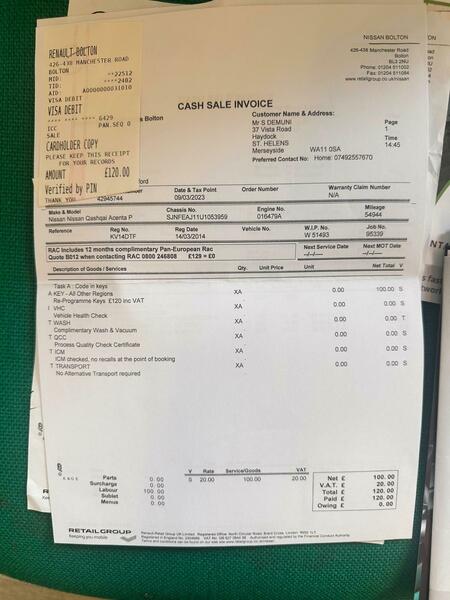 RENAULT BOLTON
426-438 MANCHESTER ROAD
BOLTON
MID: **22512
TID: **2482
AID: A0000000031010
VISA DEBIT
VISA DEBIT
**** **** **** 6429
ICC PAN.SEQ 0
SALE
CARDHOLDER COPY
PLEASE KEEP THIS RECEIPT
FOR YOUR RECORDS
AMOUNT £120.00
Verified by PIN
THANK YOU
NISSAN BOLTON
426-438 Manchester Road
Bolton
BL3 2NU
Phone: 01204 511002
Fax: 01204 511084
www.retailgroup.co.uk/nissan
CASH SALE INVOICE
s Bolton
Customer Name & Address:
Mr S DEMUNI
37 Vista Road
Haydock
ST. HELENS
Merseyside WA11 0SA
Preferred Contact No: Home: 07492557670
Page
1
Time
14:45
ford
42945744
Date & Tax Point
09/03/2023
Order Number
Warranty Claim Number
N/A
Make & Model
Nissan Nissan Qashqai Acenta P
Chassis No.
SJNFEAJ11U1053959
Engine No.
016479A
Mileage
54944
Reference
Reg No.
KV14DTF
Reg Date
14/03/2014
Vehicle No.
W.I.P. No.
W 51493
Job No.
95339
RAC Includes 12 months complimentary Pan-European Rac
Quote B012 when contacting RAC 0800 246808 £129 = £0
Next Service Date
--/--/--
Next MOT Date
--/--/--
Description of Goods / Services Qty. Unit Price Unit Net Total V
Task A : Code in keys
A KEY - All Other Regions XA 0.00 100.00 S
Re-Programme Keys £120 inc VAT
I VHC XA 0.00 0.00 S
Vehicle Health Check
T WASH XA 0.00 0.00 T
Complimentary Wash & Vacuum
T QCC XA 0.00 0.00 S
Process Quality Check Certificate
T ICM XA 0.00 0.00 S
ICM checked, no recalls at the point of booking
T TRANSPORT XA 0.00 0.00 S
No Alternative Transport required
E&OE
Parts 0.00
Surcharge 0.00
Labour 100.00
Sublet 0.00
Menus 0.00
V Rate Service/Goods VAT
S 20.00 100.00 20.00
Net £ 100.00
V.A.T. £ 20.00
Total £ 120.00
Paid £ 120.00
Owing £ 0.00
RETAIL GROUP
Keeping you mobile